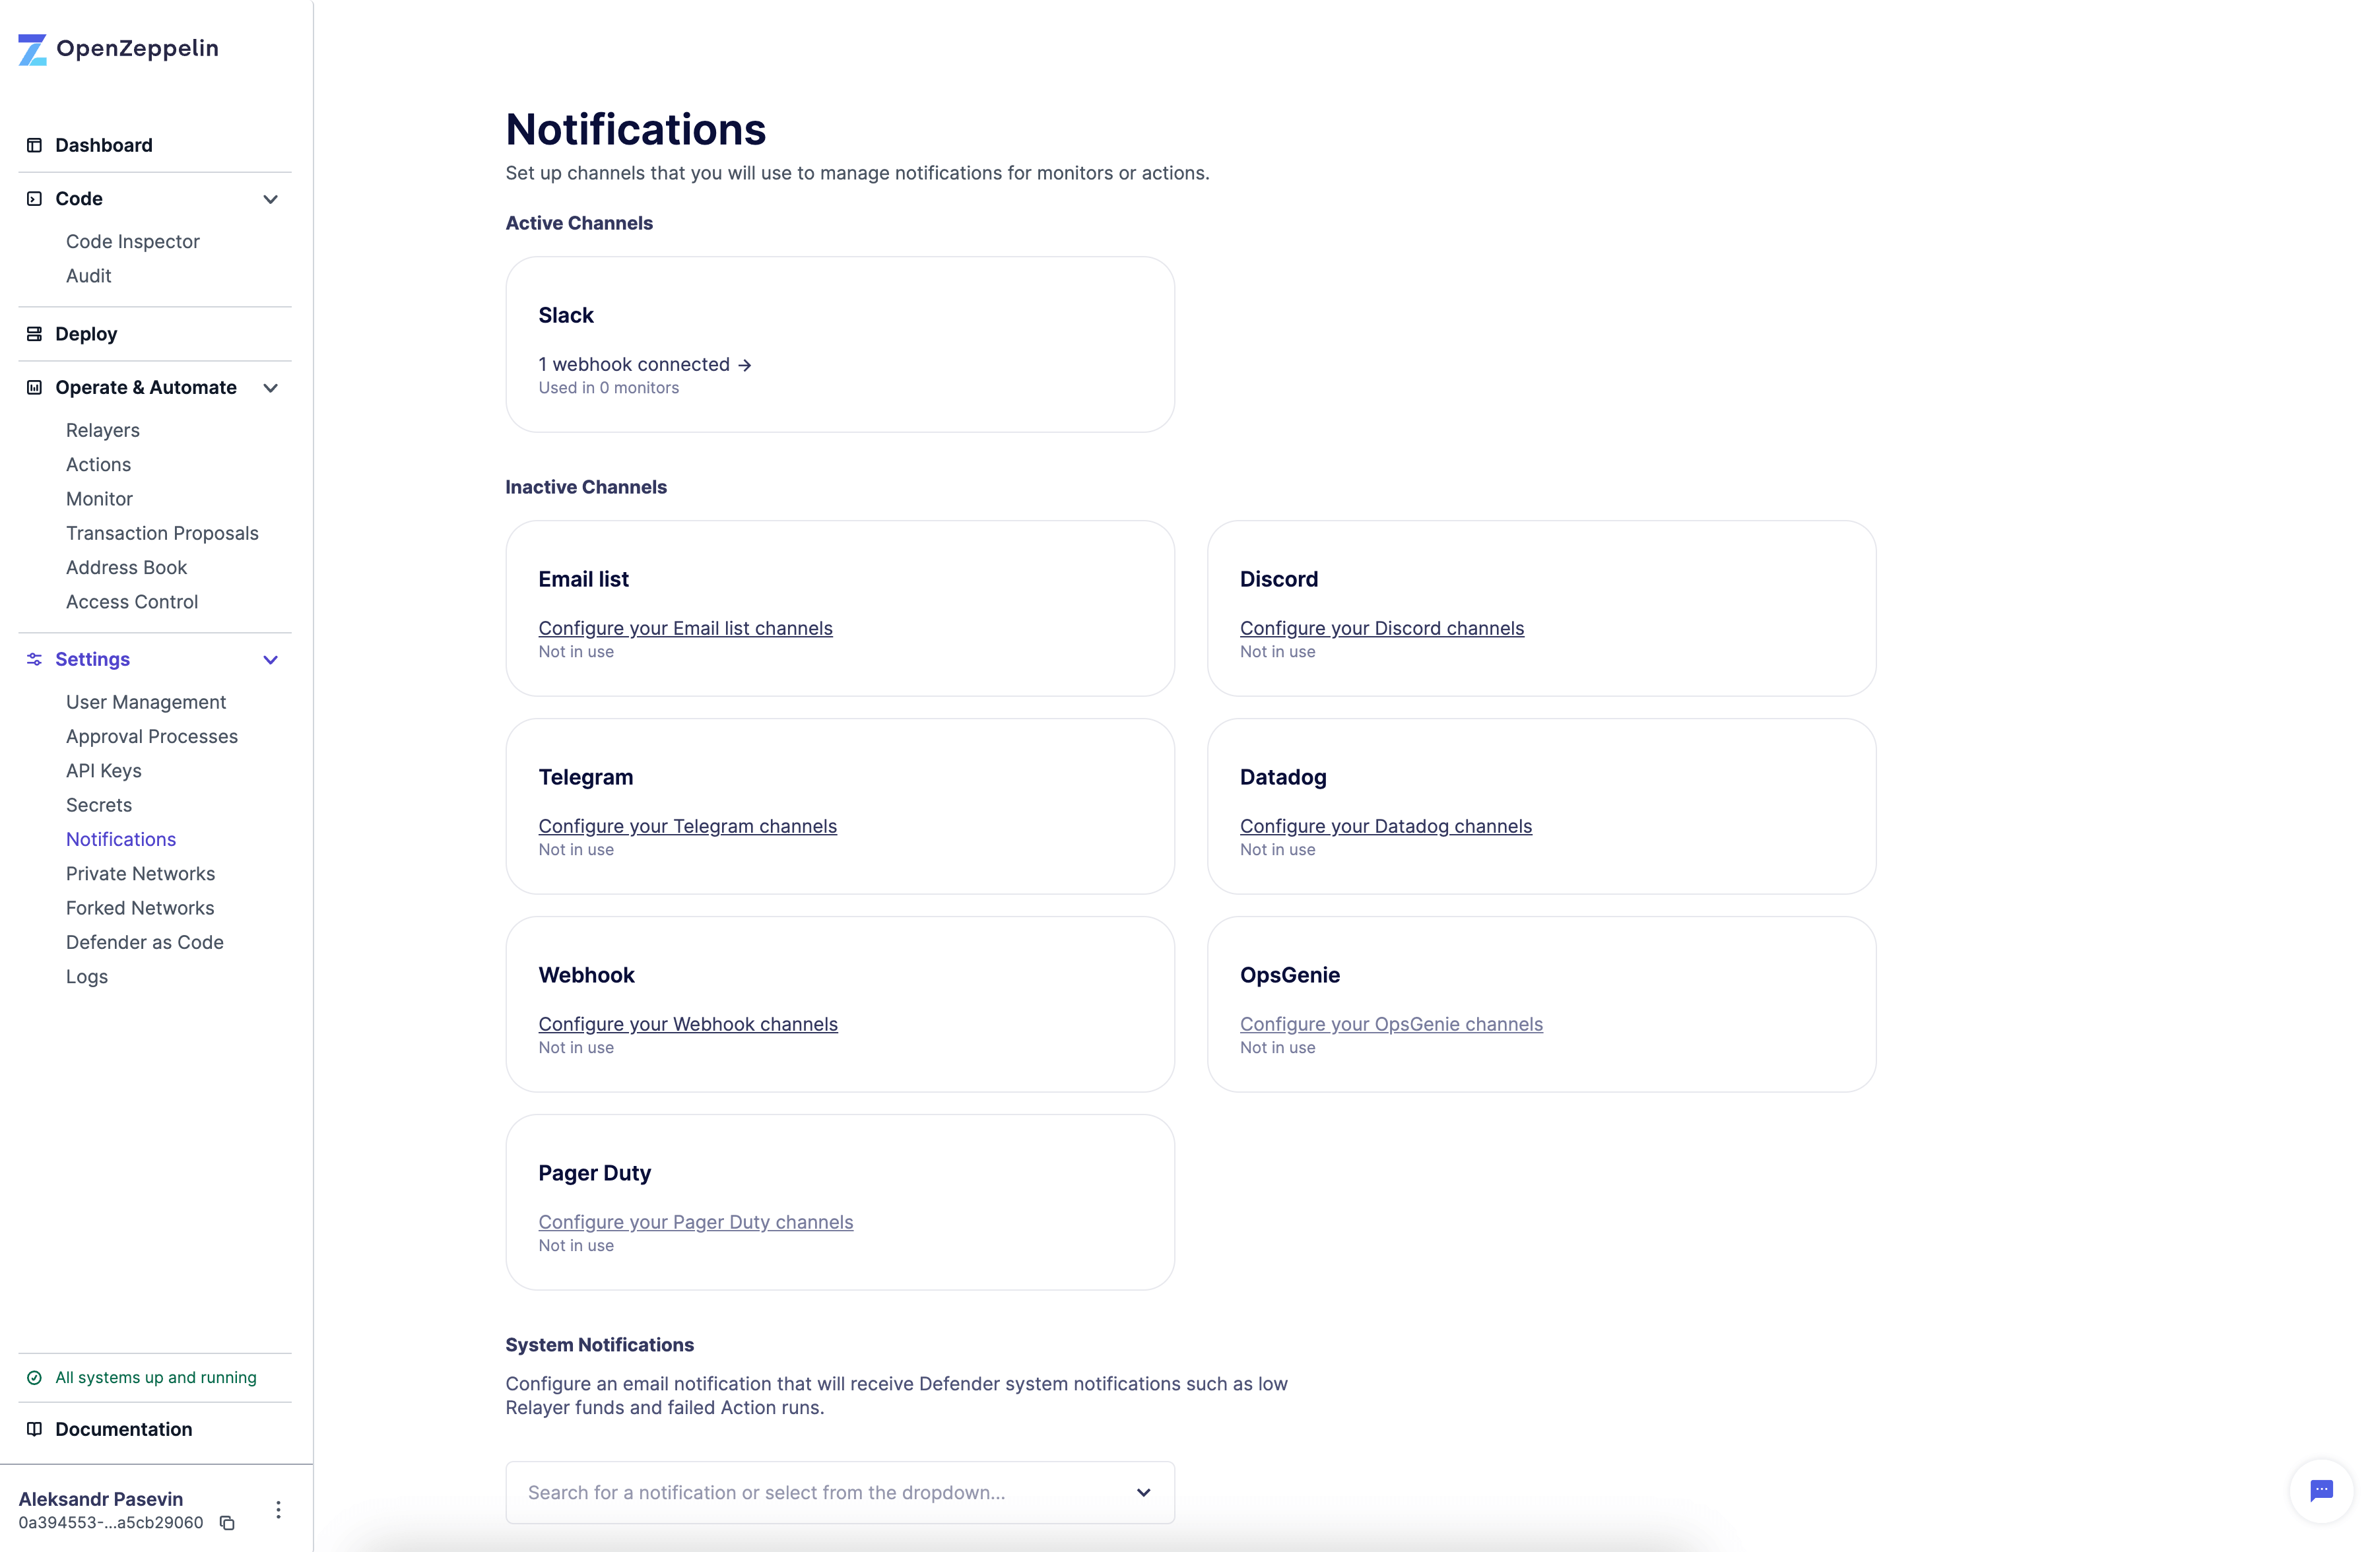 OpenZeppelin
Dashboard
Code
Code Inspector
Audit
Deploy
Operate & Automate
Relayers
Actions
Monitor
Transaction Proposals
Address Book
Access Control
Settings
User Management
Approval Processes
API Keys
Secrets
Notifications
Private Networks
Forked Networks
Defender as Code
Logs
All systems up and running
Documentation
Aleksandr Pasevin
0a394553-...a5cb29060
Notifications
Set up channels that you will use to manage notifications for monitors or actions.
Active Channels
Slack
1 webhook connected →
Used in 0 monitors
Inactive Channels
Email list
Configure your Email list channels
Not in use
Discord
Configure your Discord channels
Not in use
Telegram
Configure your Telegram channels
Not in use
Datadog
Configure your Datadog channels
Not in use
Webhook
Configure your Webhook channels
Not in use
OpsGenie
Configure your OpsGenie channels
Not in use
Pager Duty
Configure your Pager Duty channels
Not in use
System Notifications
Configure an email notification that will receive Defender system notifications such as low
Relayer funds and failed Action runs.
Search for a notification or select from the dropdown...